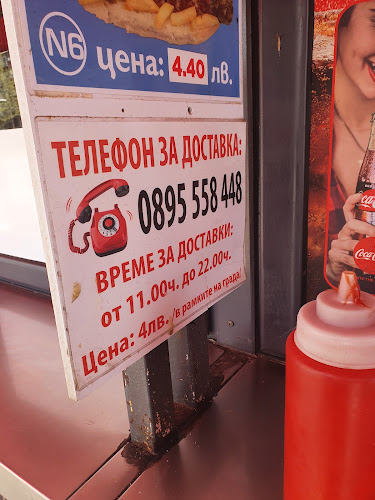 N6 цена: 4.40 лв.
ТЕЛЕФОН ЗА ДОСТАВКА:
0895 558 448
ВРЕМЕ ЗА ДОСТАВКИ:
от 11.00ч. до 22.00ч.
Цена: 4лв. /в рамките на града/